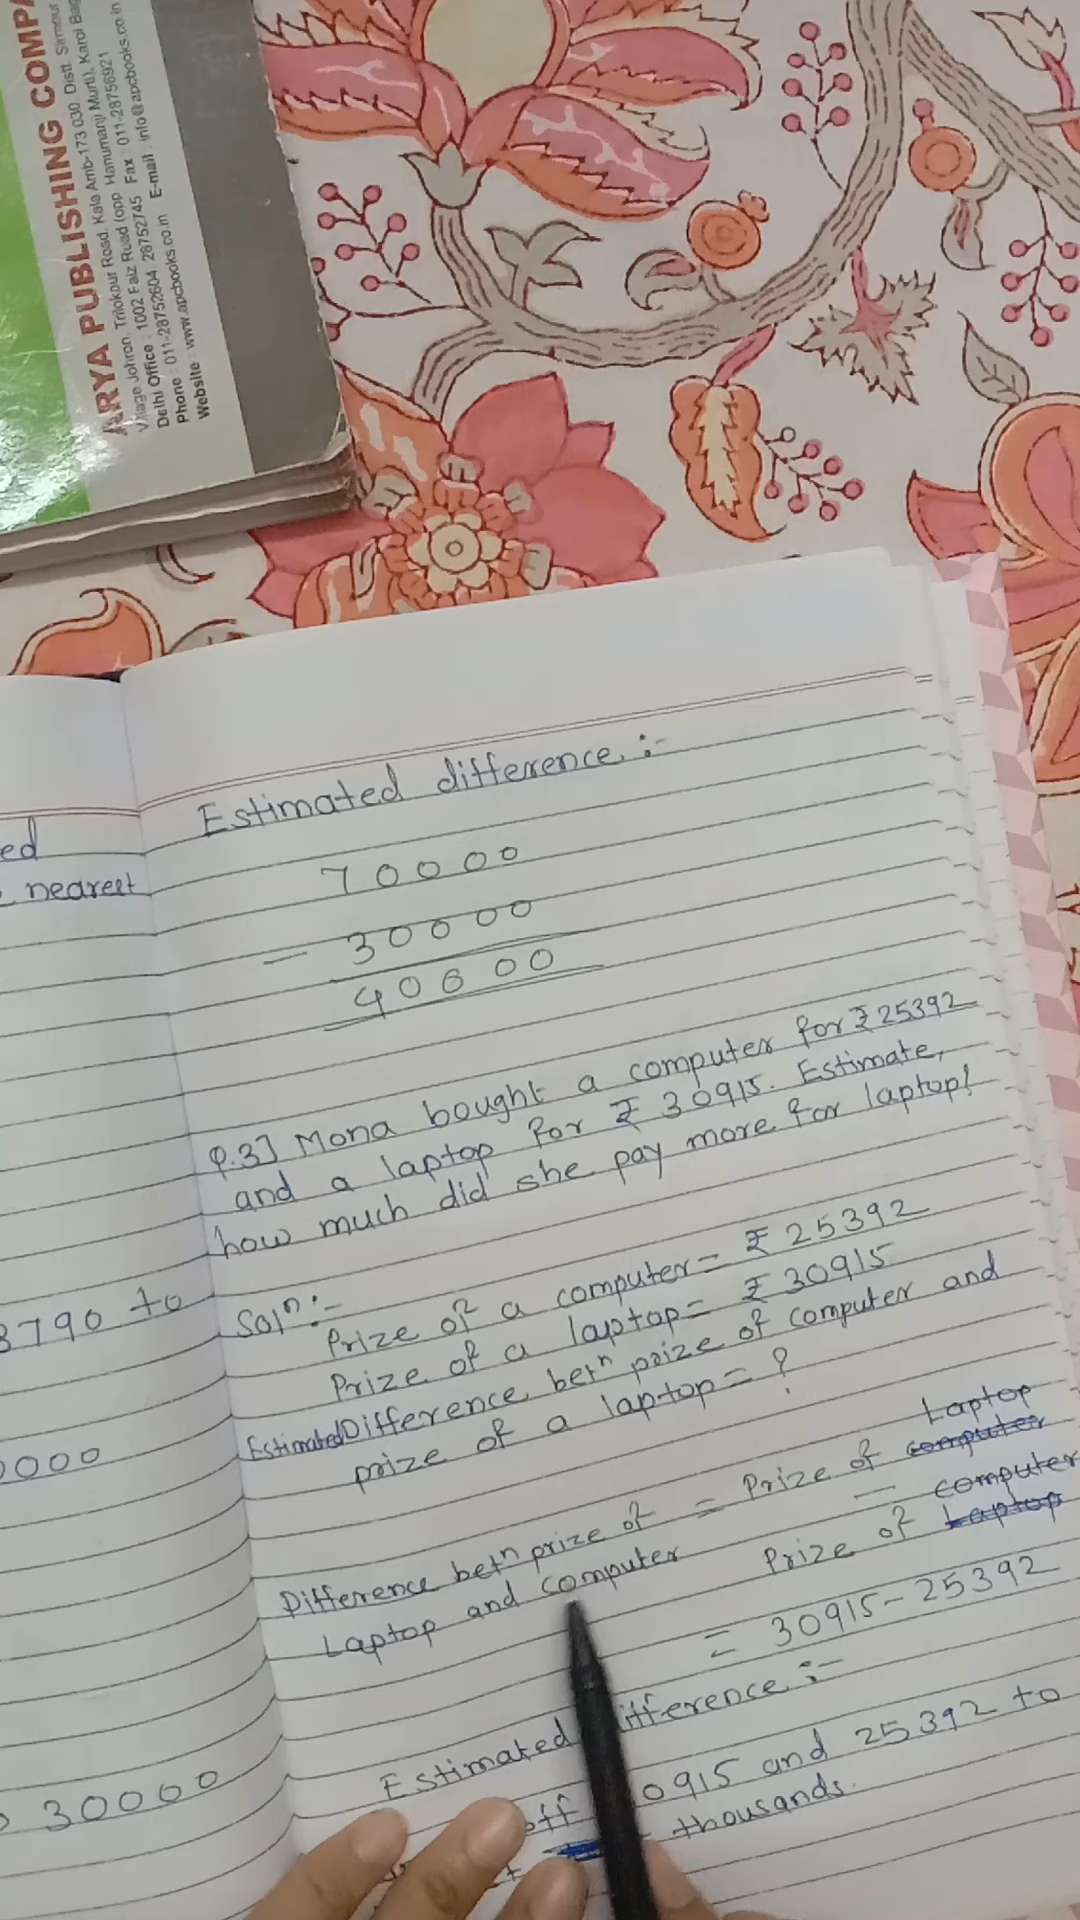 ARYA PUBLISHING COMPA
Village Johron, Trilokpur Road, Kala Amb-173 030 Distt. Sirmour
Delhi Office : 1002 Faiz Road (opp. Hanumanji Murti), Karol Bag
Phone : 011-28752604, 28752745 Fax : 011-28756921
Website : www.apcbooks.co.in E-mail : info@apcbooks.co.in
ed
nearest
3790 to
0000
30000
Estimated difference :-
70000
- 30000
40000
Q.3] Mona bought a computer for ₹ 25392
and a laptop for ₹ 30915. Estimate,
how much did she pay more for laptop?
Solⁿ :-
Prize of a computer = ₹ 25392
Prize of a laptop = ₹ 30915
Estimated Difference betⁿ prize of computer and
prize of a laptop = ?
Difference betⁿ prize of = Prize of computer Laptop
Laptop and computer - Prize of Laptop computer
= 30915 - 25392
Estimated ifference :-
off 0915 and 25392 to
thousands.